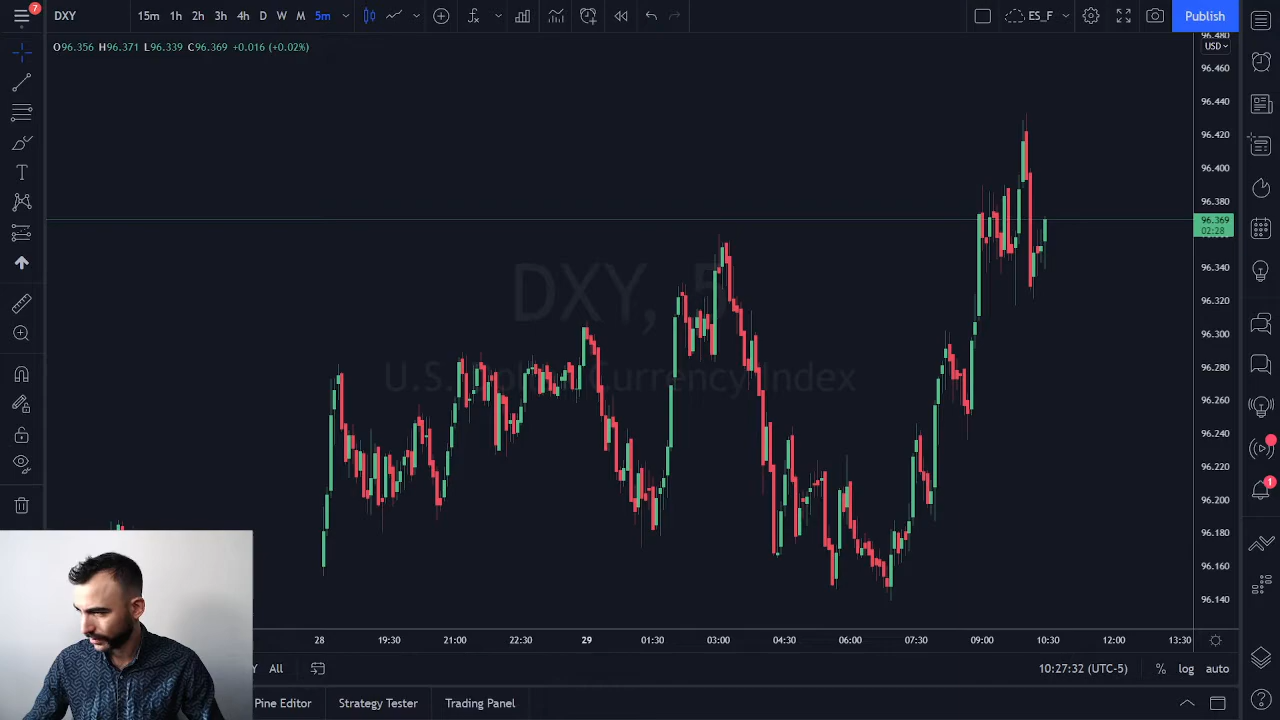 7
DXY
15m 1h 2h 3h 4h D W M 5m
ES_F
Publish
O96.356 H96.371 L96.339 C96.369 +0.016 (+0.02%)
96.480
USD
96.460
96.440
96.420
96.400
96.380
96.369
02:28
96.340
96.320
96.300
96.280
96.260
96.240
96.220
96.200
96.180
96.160
96.140
DXY, 5
U.S. Dollar Currency Index
1
28 19:30 21:00 22:30 29 01:30 03:00 04:30 06:00 07:30 09:00 10:30 12:00 13:30
All
10:27:32 (UTC-5) % log auto
Pine Editor Strategy Tester Trading Panel